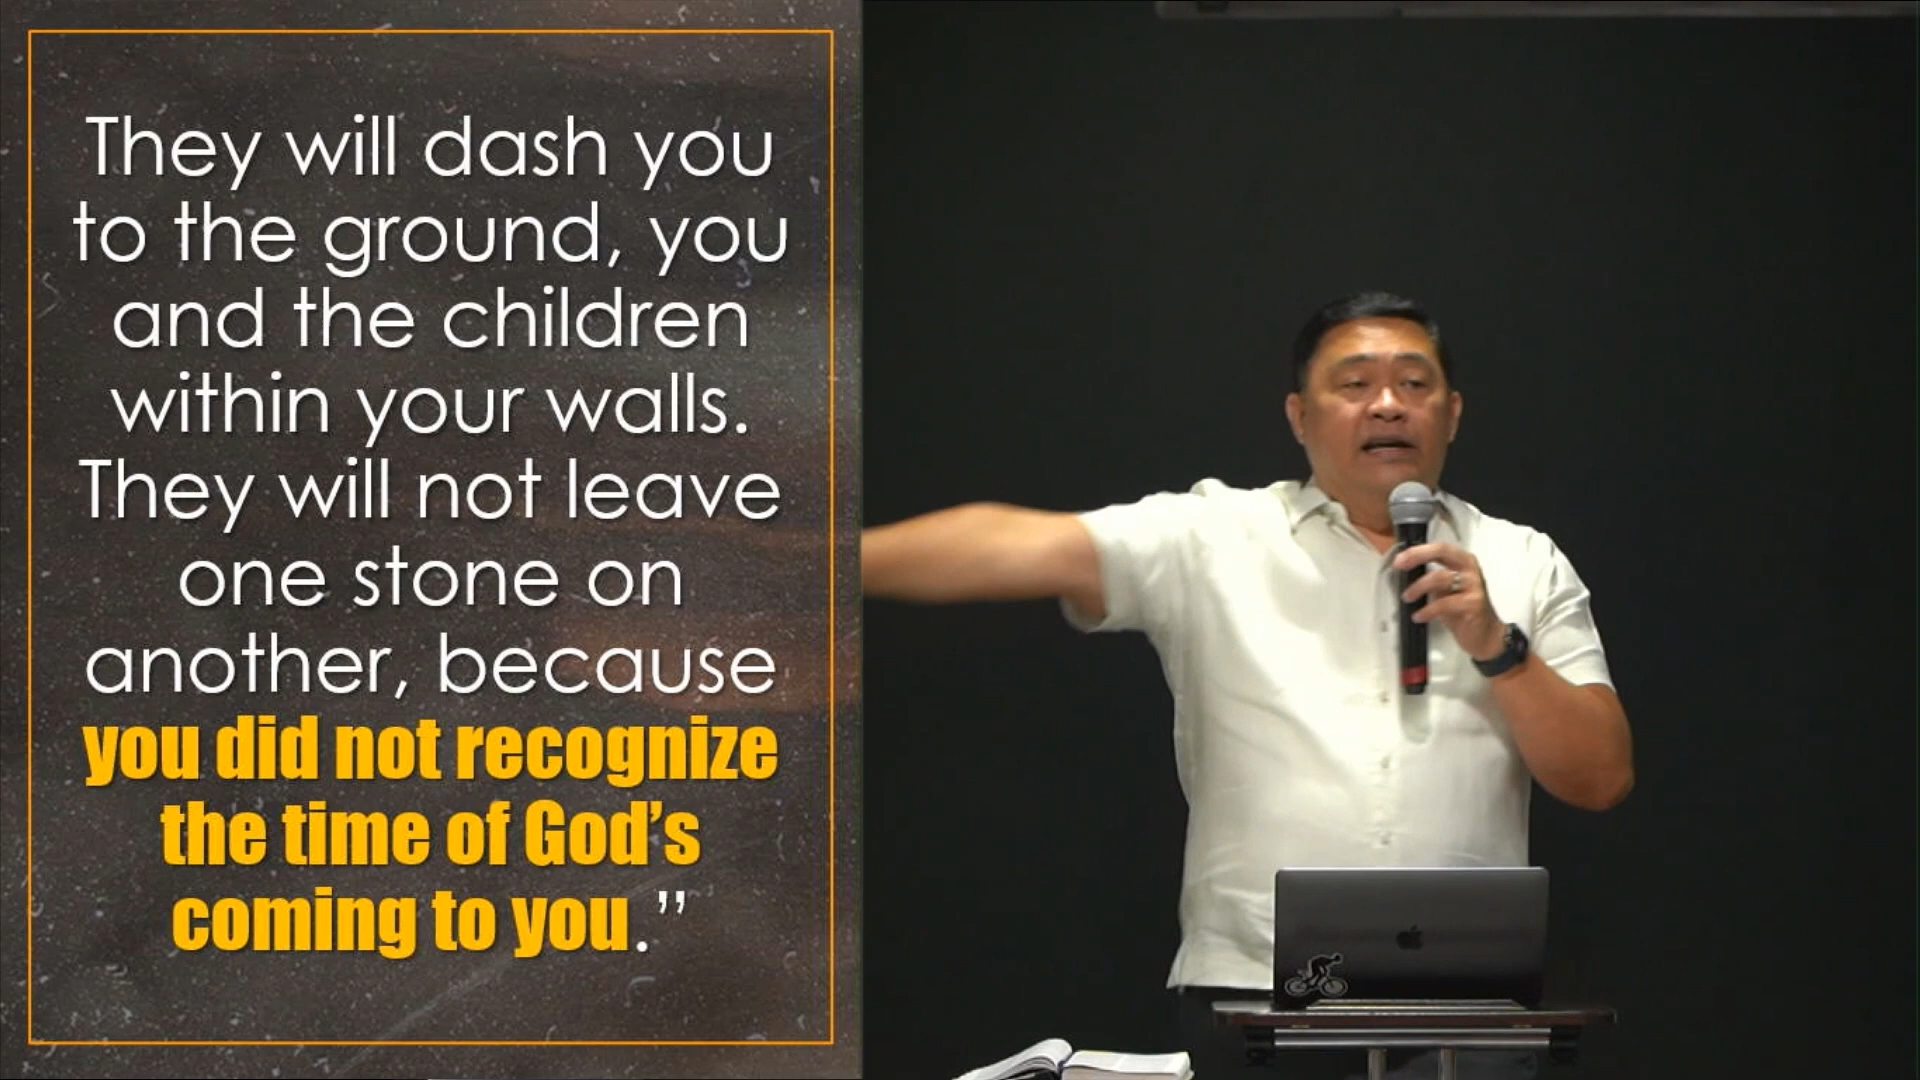 They will dash you
to the ground, you
and the children
within your walls.
They will not leave
one stone on
another, because
you did not recognize
the time of God’s
coming to you.”